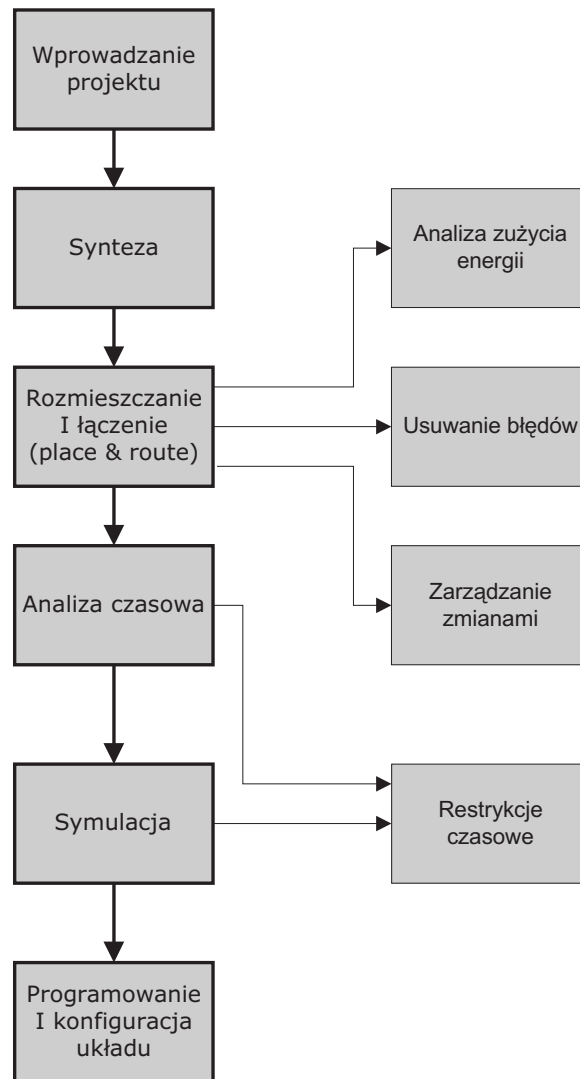 Wprowadzanie
projektu
Synteza
Analiza zużycia
energii
Rozmieszczanie
I łączenie
(place & route)
Usuwanie błędów
Analiza czasowa
Zarządzanie
zmianami
Symulacja
Restrykcje
czasowe
Programowanie
I konfiguracja
układu